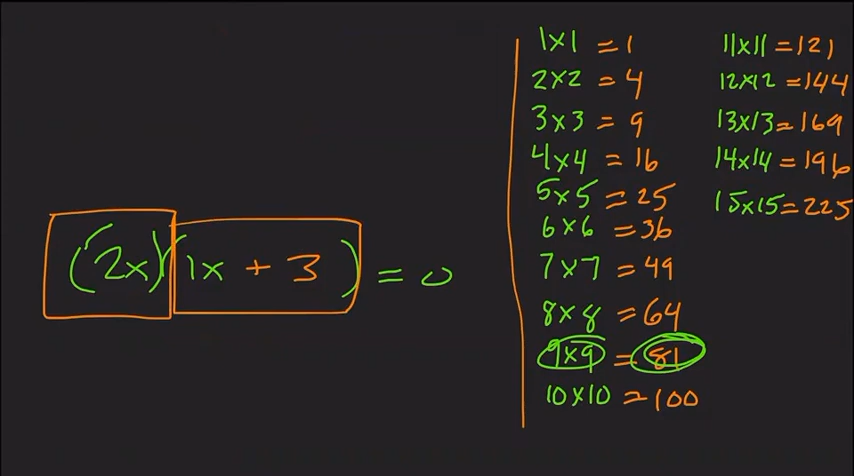 (2x)(1x + 3) = 0
1x1 = 1
2x2 = 4
3x3 = 9
4x4 = 16
5x5 = 25
6x6 = 36
7x7 = 49
8x8 = 64
9x9 = 81
10x10 = 100
11x11 = 121
12x12 = 144
13x13 = 169
14x14 = 196
15x15 = 225